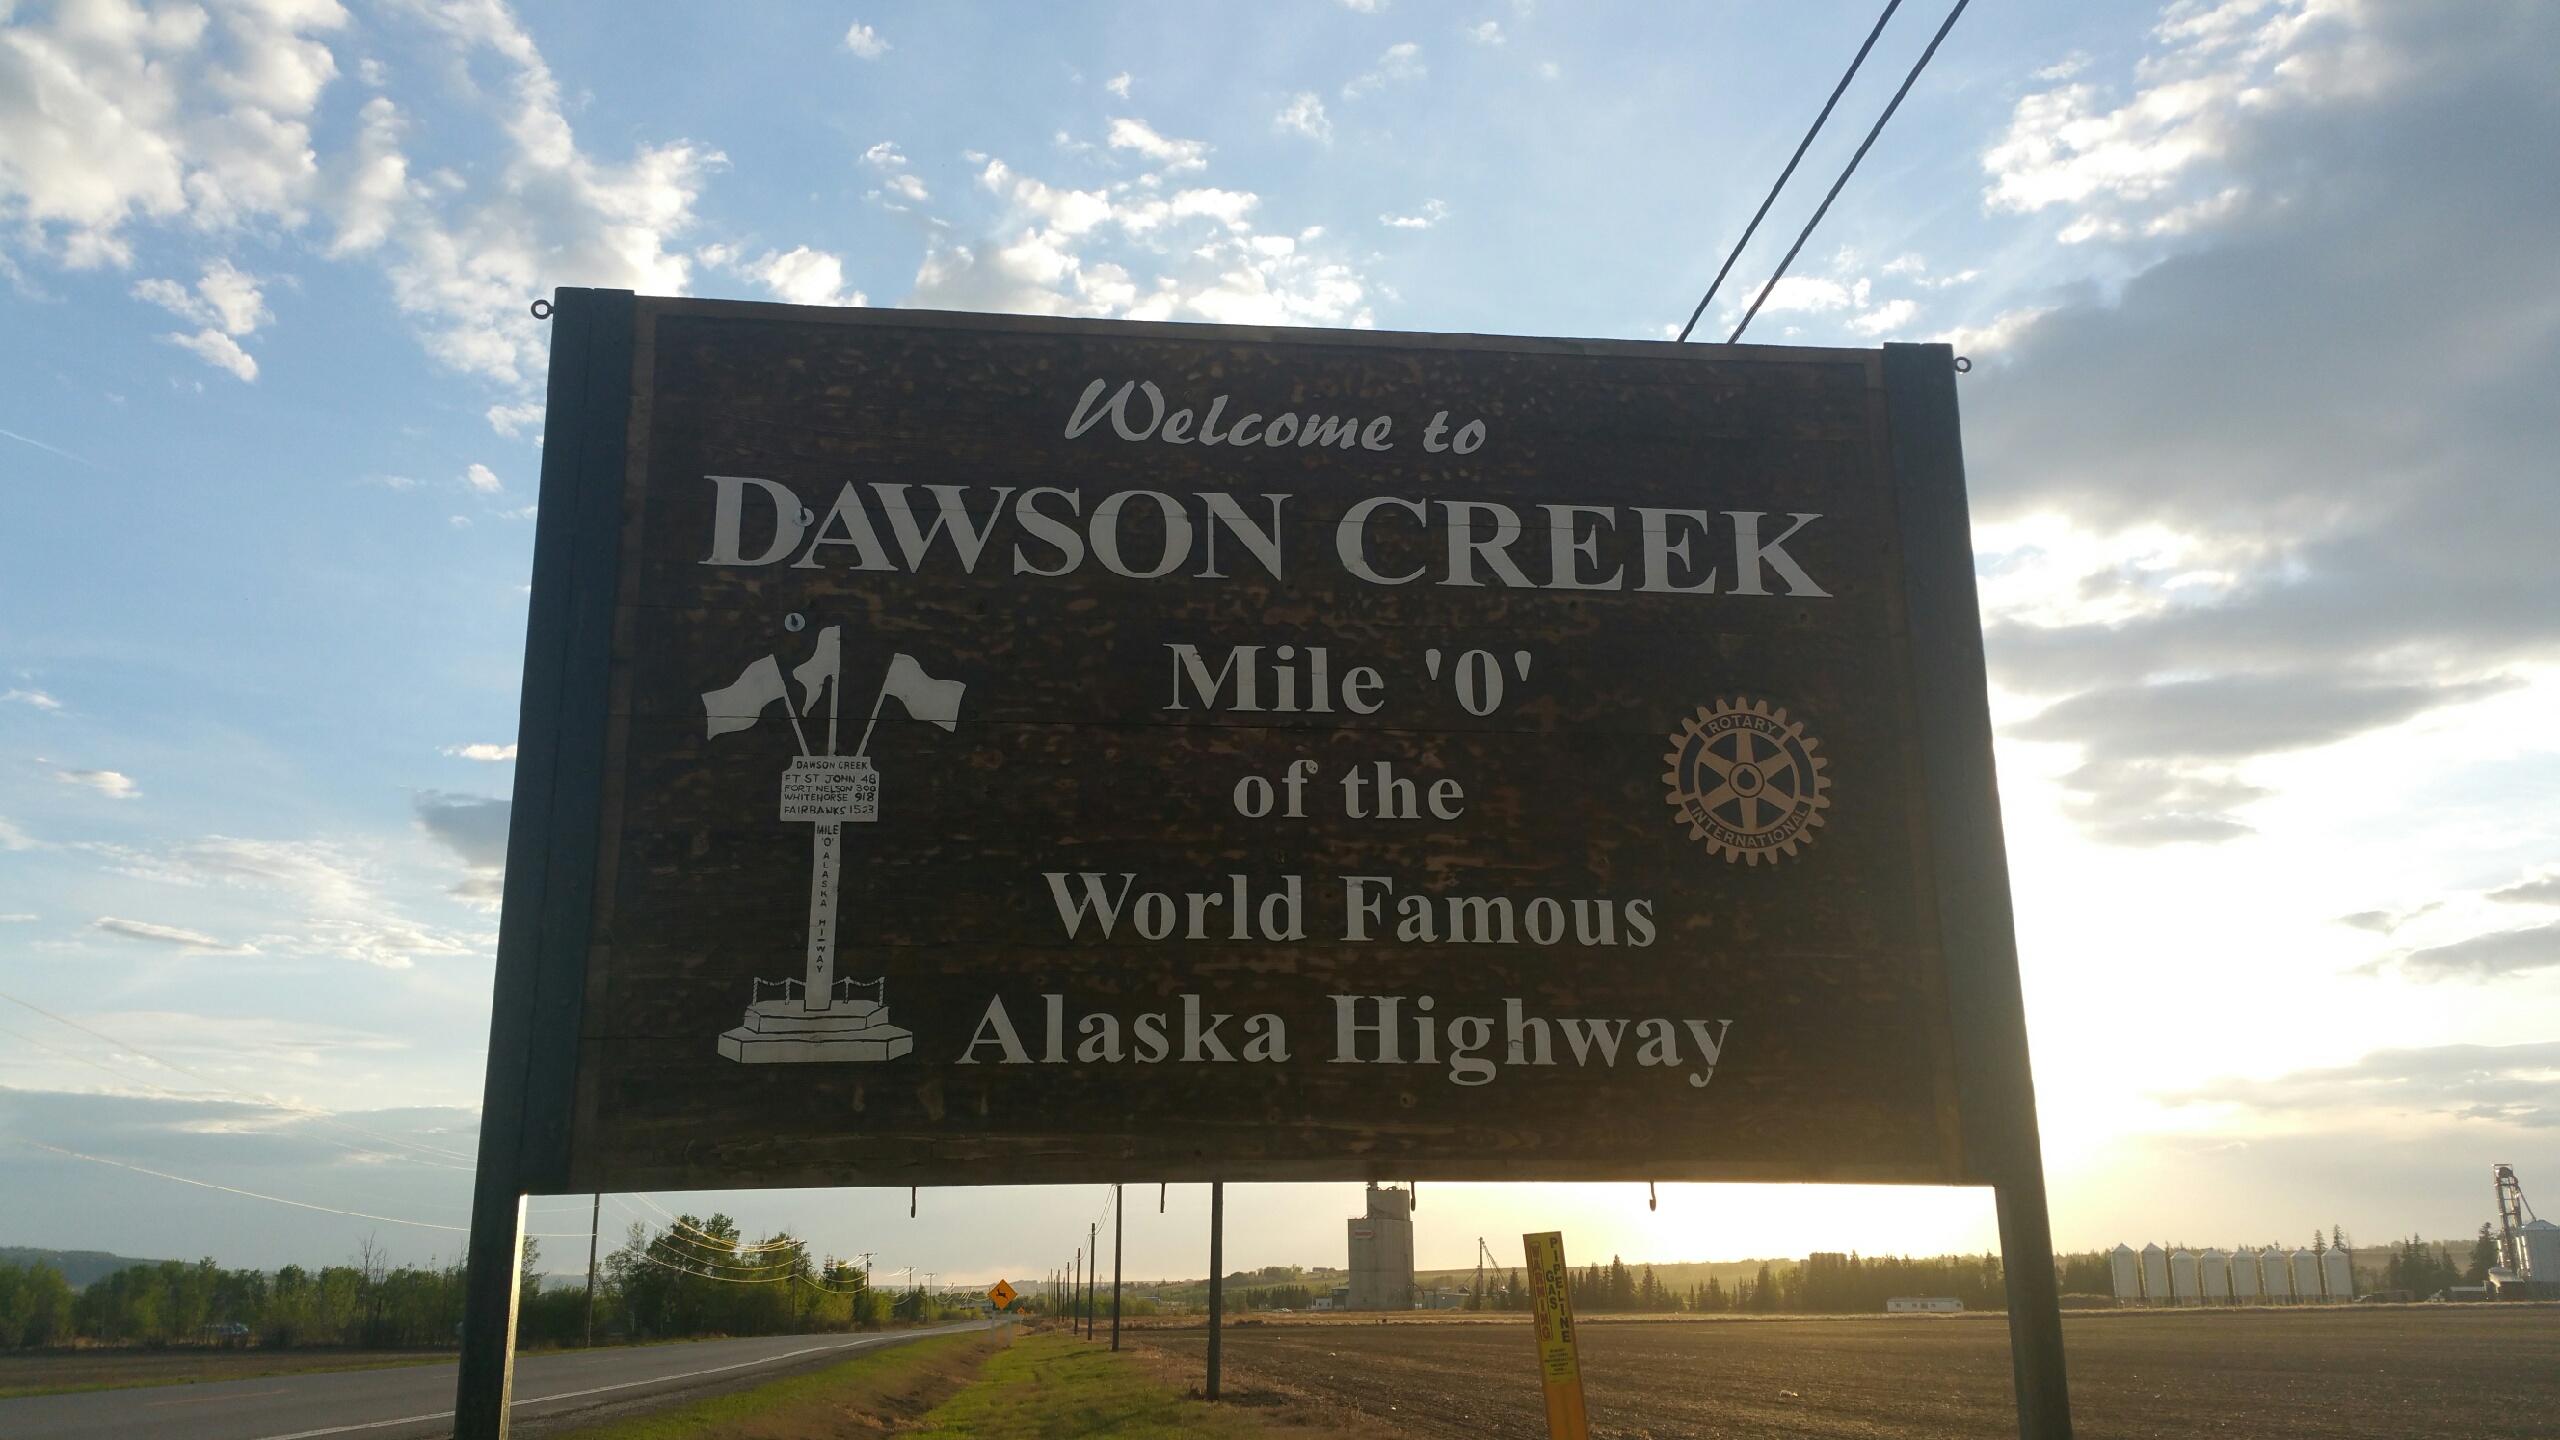 Welcome to
DAWSON CREEK
Mile '0'
of the
World Famous
Alaska Highway
DAWSON CREEK
FT ST JOHN 48
FORT NELSON 300
WHITEHORSE 918
FAIRBANKS 1523
MILE
'0'
ALASKA
HI-WAY
ROTARY
INTERNATIONAL
WARNING
GAS
PIPELINE